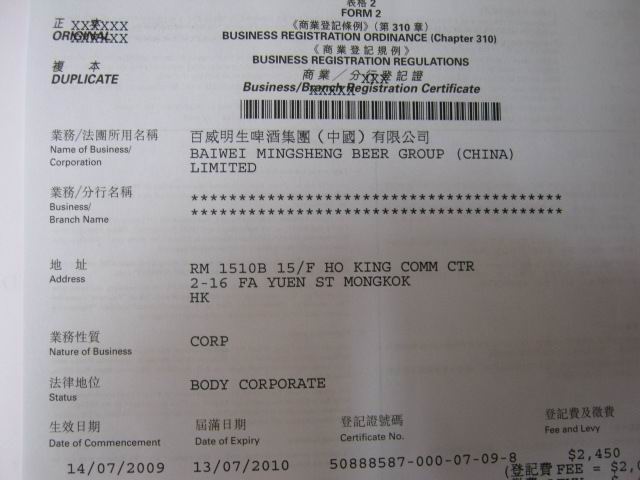 表格 2
FORM 2
《商業登記條例》（第 310 章）
BUSINESS REGISTRATION ORDINANCE (Chapter 310)
《商業登記規例》
BUSINESS REGISTRATION REGULATIONS
商業／分行登記證
Business/Branch Registration Certificate
正 本
ORIGINAL
複 本
DUPLICATE
業務/法團所用名稱
Name of Business/
Corporation
百威明生啤酒集團（中國）有限公司
BAIWEI MINGSHENG BEER GROUP (CHINA)
LIMITED
業務/分行名稱
Business/
Branch Name
*****************************************
*****************************************
地 址
Address
RM 1510B 15/F HO KING COMM CTR
2-16 FA YUEN ST MONGKOK
HK
業務性質
Nature of Business
CORP
法律地位
Status
BODY CORPORATE
生效日期
Date of Commencement
屆滿日期
Date of Expiry
登記證號碼
Certificate No.
登記費及徵費
Fee and Levy
14/07/2009
13/07/2010
50888587-000-07-09-8
$2,450
(登記費 FEE =